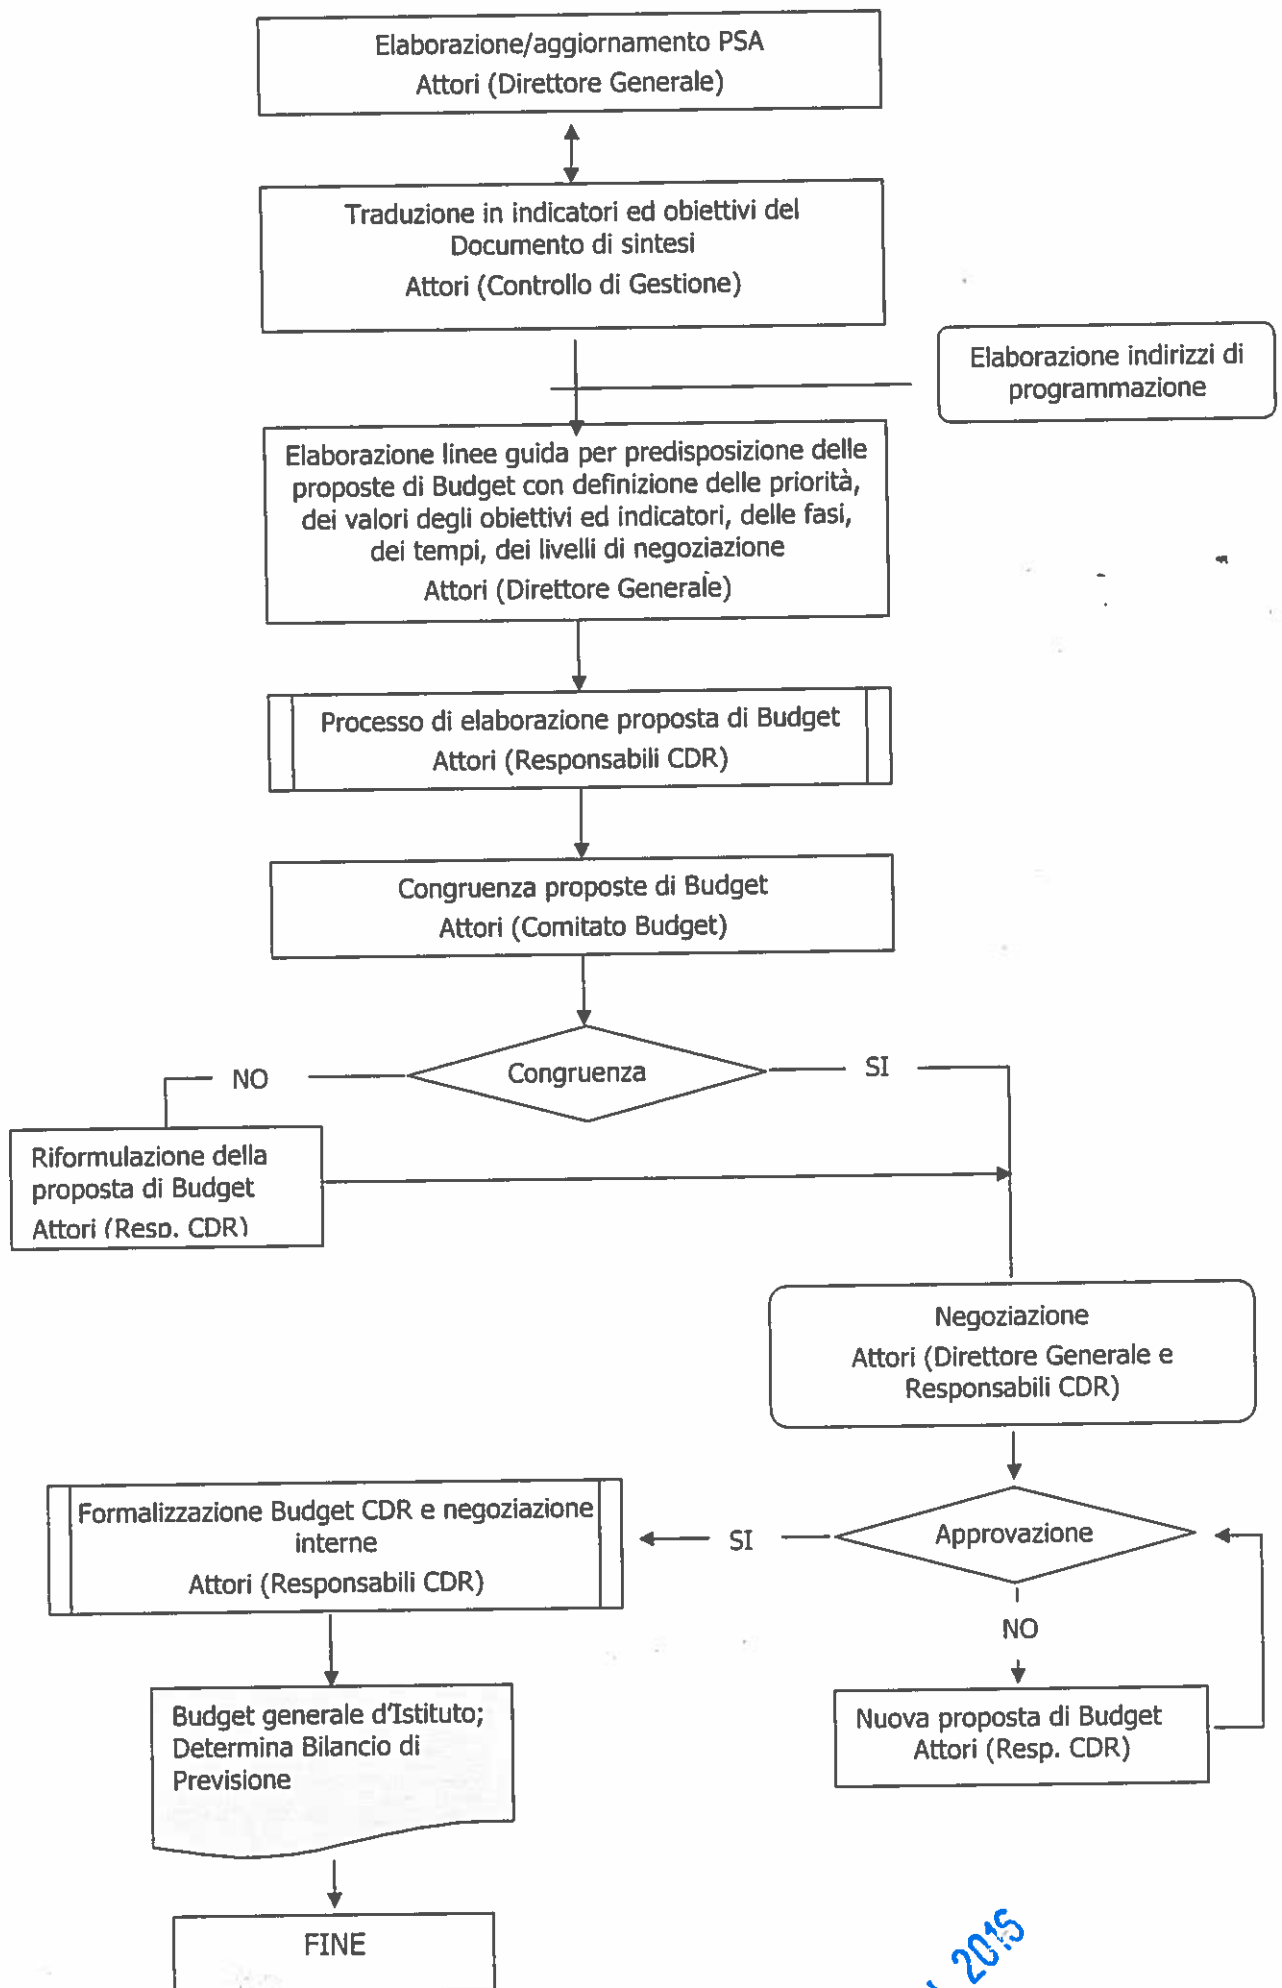 Elaborazione/aggiornamento PSA
Attori (Direttore Generale)
Traduzione in indicatori ed obiettivi del
Documento di sintesi
Attori (Controllo di Gestione)
Elaborazione indirizzi di
programmazione
Elaborazione linee guida per predisposizione delle
proposte di Budget con definizione delle priorità,
dei valori degli obiettivi ed indicatori, delle fasi,
dei tempi, dei livelli di negoziazione
Attori (Direttore Generale)
Processo di elaborazione proposta di Budget
Attori (Responsabili CDR)
Congruenza proposte di Budget
Attori (Comitato Budget)
Congruenza
NO
SI
Riformulazione della
proposta di Budget
Attori (Resp. CDR)
Negoziazione
Attori (Direttore Generale e
Responsabili CDR)
Formalizzazione Budget CDR e negoziazione
interne
Attori (Responsabili CDR)
SI
Approvazione
NO
Nuova proposta di Budget
Attori (Resp. CDR)
Budget generale d'Istituto;
Determina Bilancio di
Previsione
FINE
2015